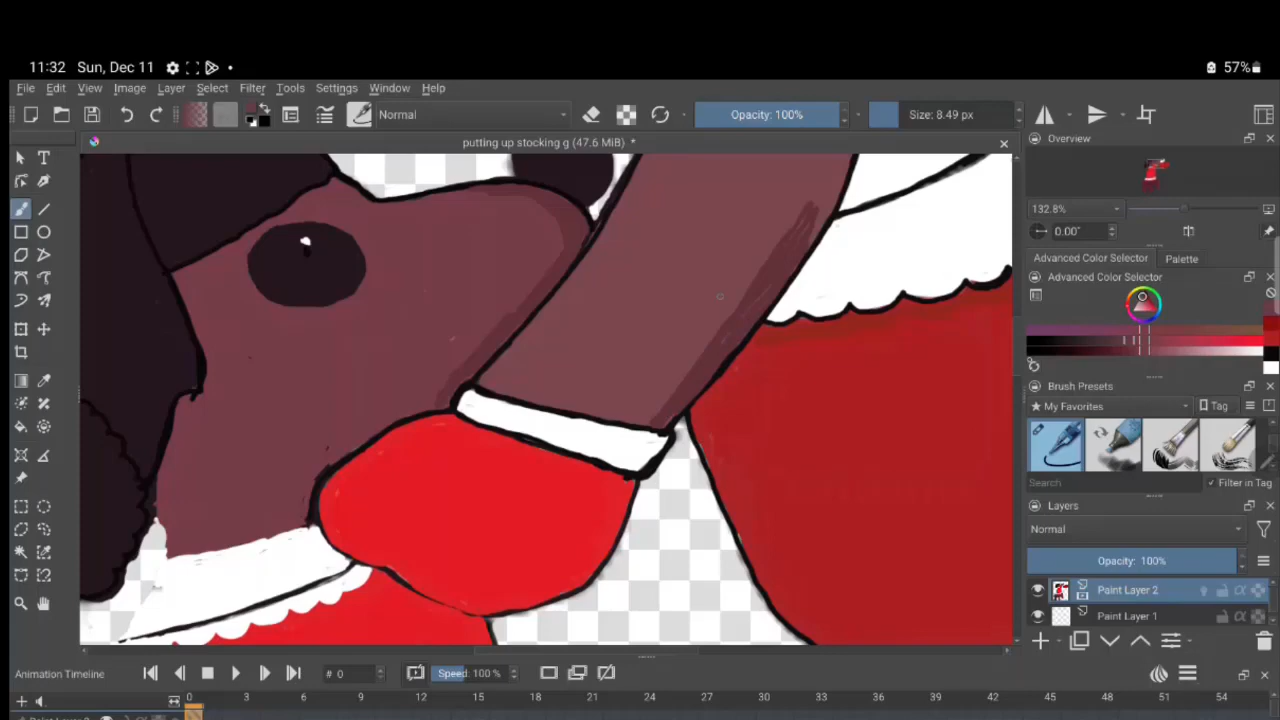 11:32 Sun, Dec 11
57%
File Edit View Image Layer Select Filter Tools Settings Window Help
Normal
Opacity: 100%
Size: 8.49 px
putting up stocking g (47.6 MiB) *
Overview
132.8%
0.00°
Advanced Color Selector Palette
Advanced Color Selector
Brush Presets
★ My Favorites
Tag
Search
✓ Filter in Tag
Layers
Normal
Opacity: 100%
Paint Layer 2
Paint Layer 1
Animation Timeline
# 0
Speed: 100 %
0 3 6 9 12 15 18 21 24 27 30 33 36 39 42 45 48 51 54